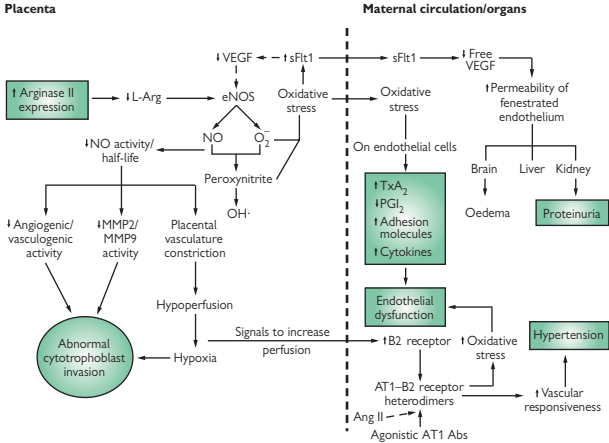 Placenta
Maternal circulation/organs
↓VEGF
↑sFlt1
sFlt1
↓Free
VEGF
↑Arginase II
expression
↓L-Arg
eNOS
Oxidative
stress
Oxidative
stress
↑Permeability of
fenestrated
endothelium
NO
O₂⁻
↓NO activity/
half-life
On endothelial cells
Peroxynitrite
Brain
Liver
Kidney
↑TxA₂
↓PGI₂
↑Adhesion
molecules
↑Cytokines
OH·
Oedema
Proteinuria
↓Angiogenic/
vasculogenic
activity
↓MMP2/
MMP9
activity
Placental
vasculature
constriction
Endothelial
dysfunction
Hypoperfusion
Signals to increase
perfusion
↑B2 receptor
↑Oxidative
stress
Hypertension
Abnormal
cytotrophoblast
invasion
Hypoxia
AT1–B2 receptor
heterodimers
↑Vascular
responsiveness
Ang II
Agonistic AT1 Abs